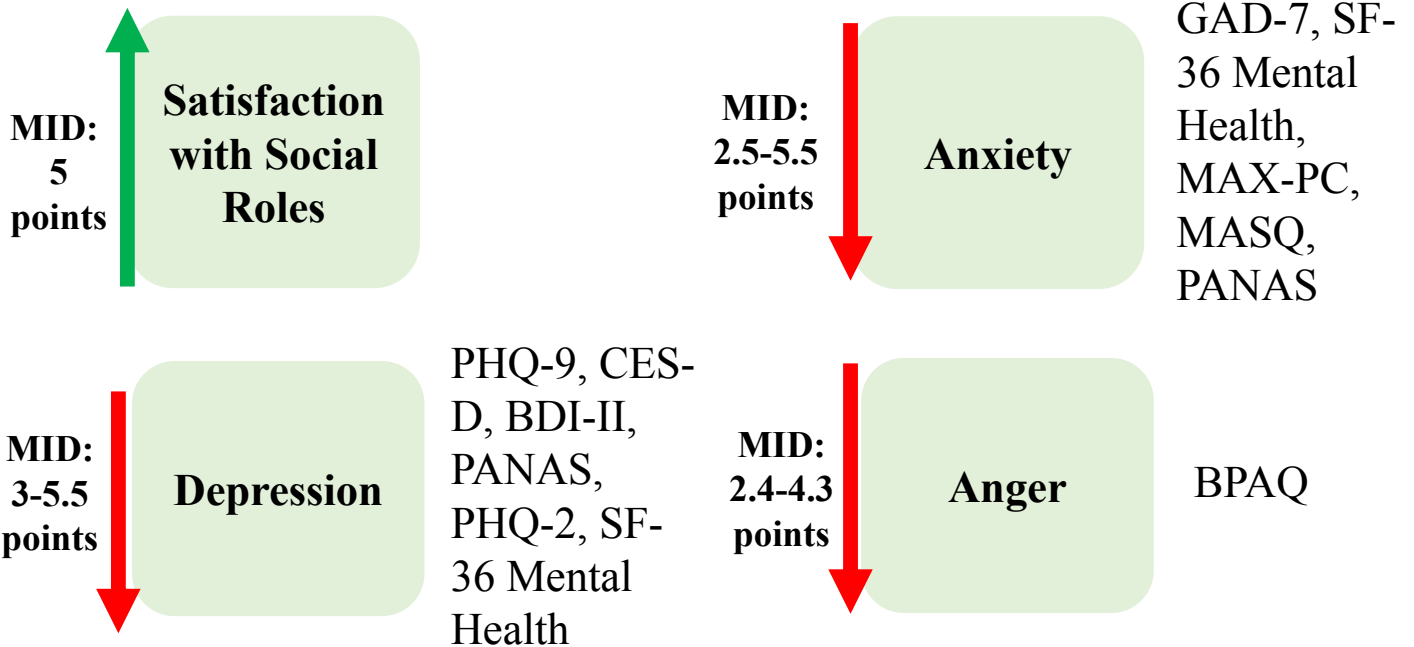 MID:
5
points
Satisfaction
with Social
Roles
MID:
2.5-5.5
points
Anxiety
GAD-7, SF-
36 Mental
Health,
MAX-PC,
MASQ,
PANAS
MID:
3-5.5
points
Depression
PHQ-9, CES-
D, BDI-II,
PANAS,
PHQ-2, SF-
36 Mental
Health
MID:
2.4-4.3
points
Anger
BPAQ